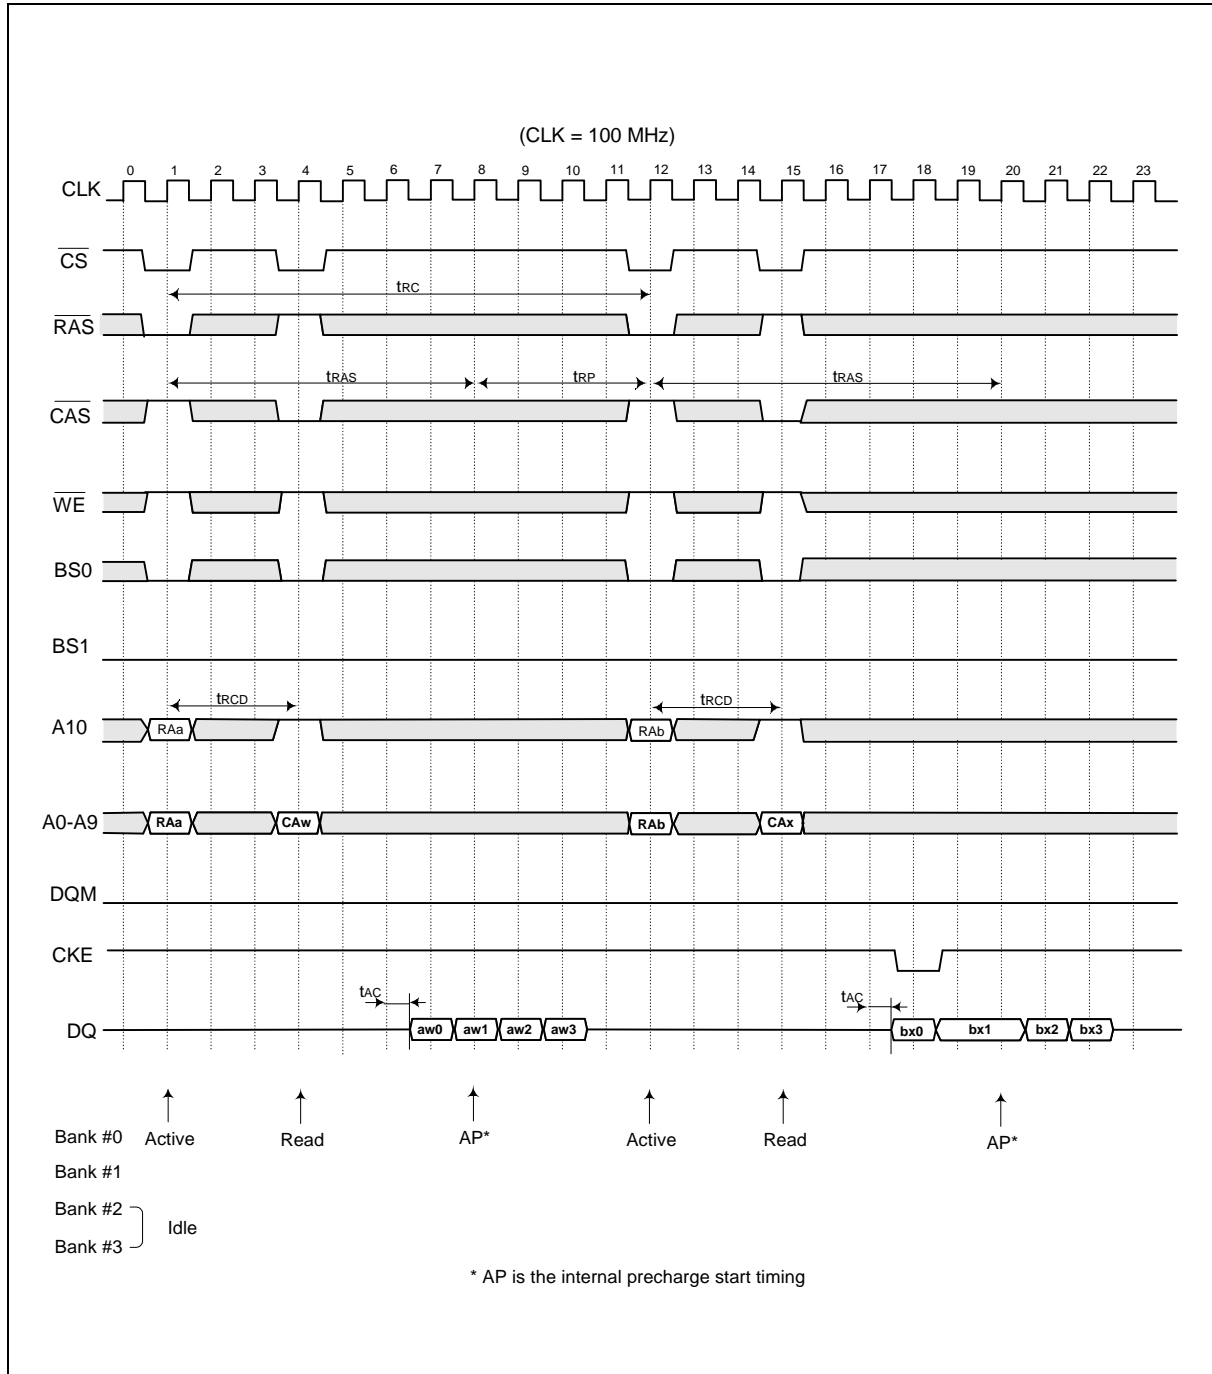 (CLK = 100 MHz)
0 1 2 3 4 5 6 7 8 9 10 11 12 13 14 15 16 17 18 19 20 21 22 23
CLK
CS
tRC
RAS
tRAS tRP tRAS
CAS
WE
BS0
BS1
tRCD tRCD
A10 RAa RAb
A0-A9 RAa CAw RAb CAx
DQM
CKE
tAC tAC
DQ aw0 aw1 aw2 aw3 bx0 bx1 bx2 bx3
Bank #0 Active Read AP* Active Read AP*
Bank #1
Bank #2
Idle
Bank #3
* AP is the internal precharge start timing